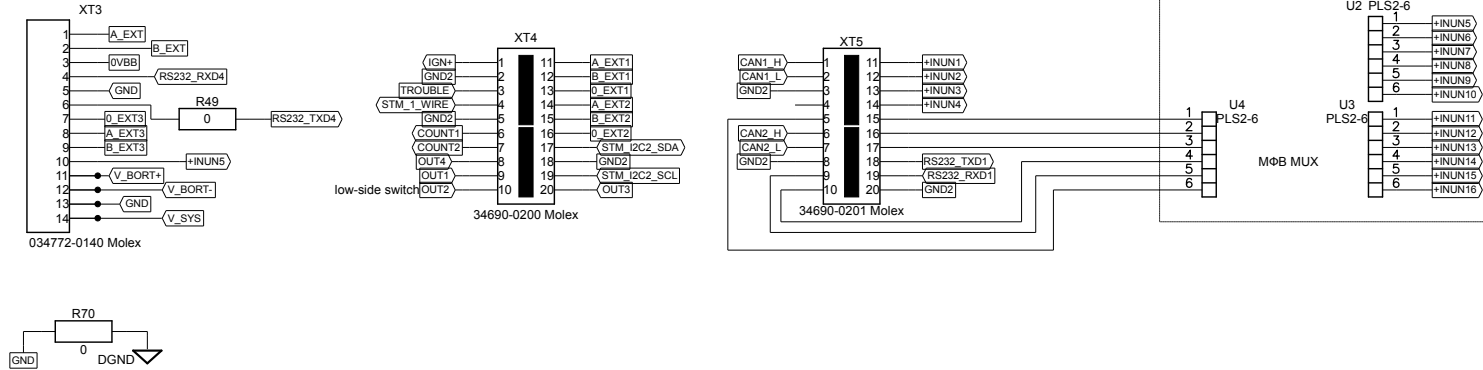 XT3
1 A_EXT
2 B_EXT
3 0VBB
4 RS232_RXD4
5 GND
6 R49 0 RS232_TXD4
7 0_EXT3
8 A_EXT3
9 B_EXT3
10 +INUN5
11 V_BORT+
12 V_BORT-
13 GND
14 V_SYS
034772-0140 Molex
XT4
IGN+ 1 11 A_EXT1
GND2 2 12 B_EXT1
TROUBLE 3 13 0_EXT1
STM_1_WIRE 4 14 A_EXT2
GND2 5 15 B_EXT2
COUNT1 6 16 0_EXT2
COUNT2 7 17 STM_I2C2_SDA
OUT4 8 18 GND2
OUT1 9 19 STM_I2C2_SCL
low-side switch OUT2 10 20 OUT3
34690-0200 Molex
XT5
CAN1_H 1 11 +INUN1
CAN1_L 2 12 +INUN2
GND2 3 13 +INUN3
4 14 +INUN4
5 15
CAN2_H 6 16
CAN2_L 7 17
GND2 8 18 RS232_TXD1
9 19 RS232_RXD1
10 20 GND2
34690-0201 Molex
U4
PLS2-6
1
2
3
4
5
6
МФВ MUX
U2 PLS2-6
1 +INUN5
2 +INUN6
3 +INUN7
4 +INUN8
5 +INUN9
6 +INUN10
U3
PLS2-6
1 +INUN11
2 +INUN12
3 +INUN13
4 +INUN14
5 +INUN15
6 +INUN16
R70
0
GND
DGND